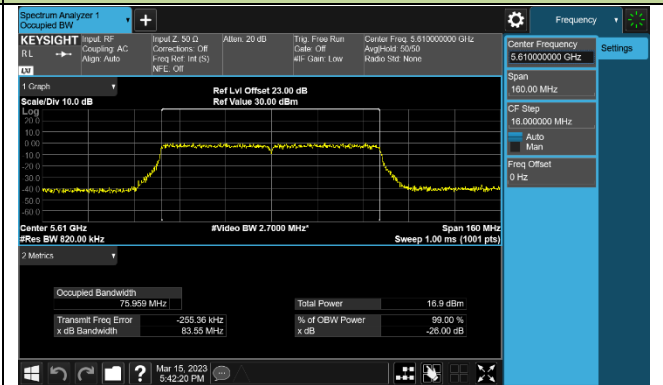 Spectrum Analyzer 1
Occupied BW
Frequency
KEYSIGHT
RL
LXI
Input: RF
Coupling: AC
Align: Auto
Input Z: 50 Ω
Corrections: Off
Freq Ref: Int (S)
NFE: Off
Atten: 20 dB
Trig: Free Run
Gate: Off
#IF Gain: Low
Center Freq: 5.610000000 GHz
Avg|Hold: 50/50
Radio Std: None
Center Frequency
5.610000000 GHz
Settings
Span
160.00 MHz
CF Step
16.000000 MHz
Auto
Man
Freq Offset
0 Hz
1 Graph
Scale/Div 10.0 dB
Ref Lvl Offset 23.00 dB
Ref Value 30.00 dBm
Log
20.0
10.0
0.00
-10.0
-20.0
-30.0
-40.0
-50.0
-60.0
Center 5.61 GHz
#Video BW 2.7000 MHz*
Span 160 MHz
#Res BW 820.00 kHz
Sweep 1.00 ms (1001 pts)
2 Metrics
Occupied Bandwidth
75.959 MHz
Total Power 16.9 dBm
Transmit Freq Error -255.36 kHz
% of OBW Power 99.00 %
x dB Bandwidth 83.55 MHz
x dB -26.00 dB
Mar 15, 2023
5:42:20 PM